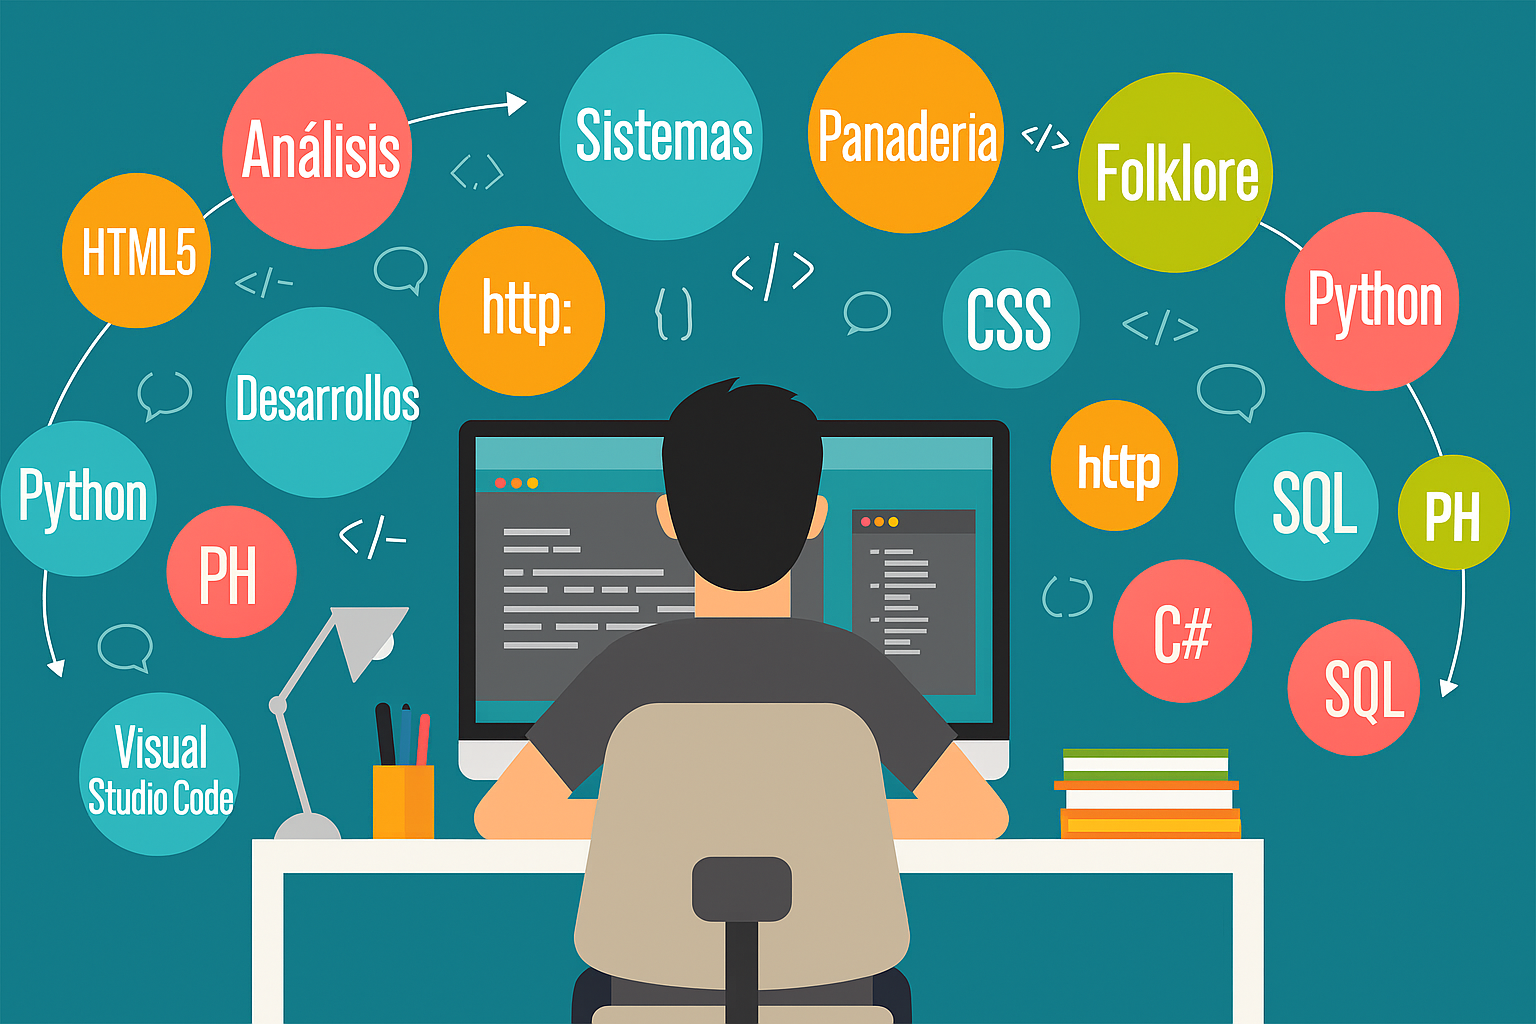 Análisis
Sistemas
Panaderia
Folklore
HTML5
http:
CSS
Python
Desarrollos
Python
http
SQL
PH
PH
C#
SQL
Visual
Studio Code